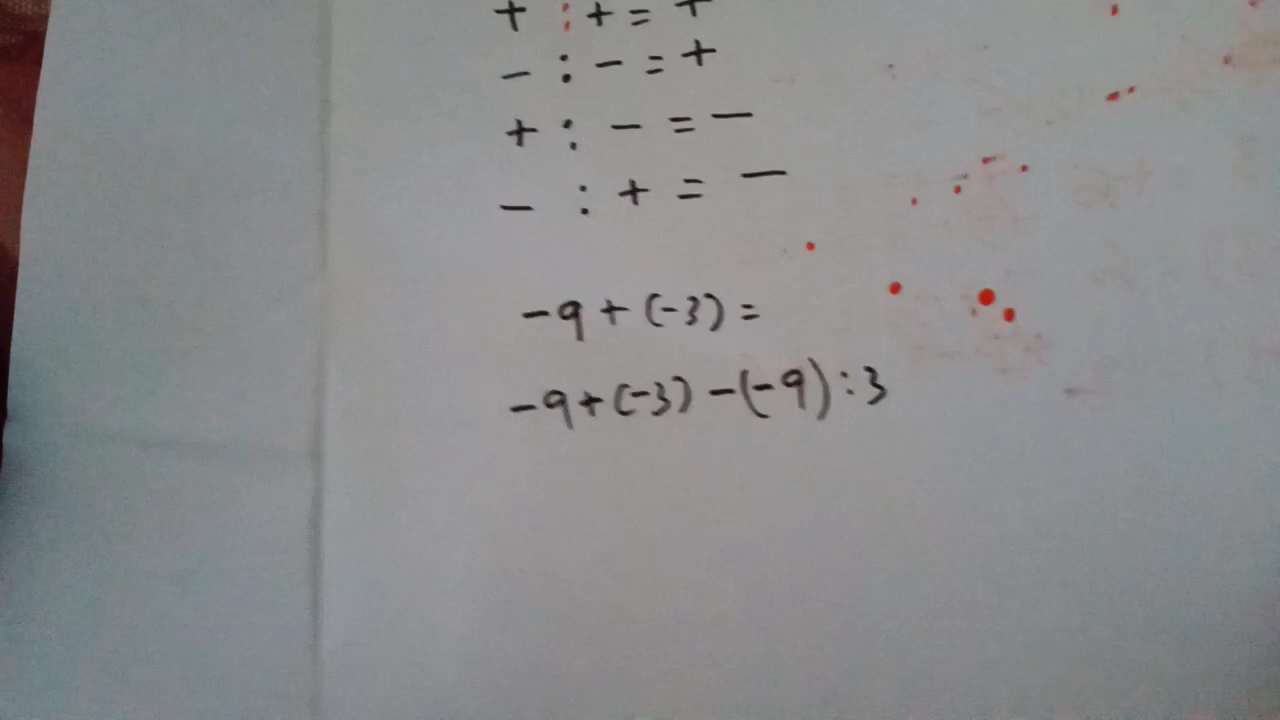 + : + = +
- : - = +
+ : - = -
- : + = -
-9 + (-3) =
-9 + (-3) - (-9) : 3